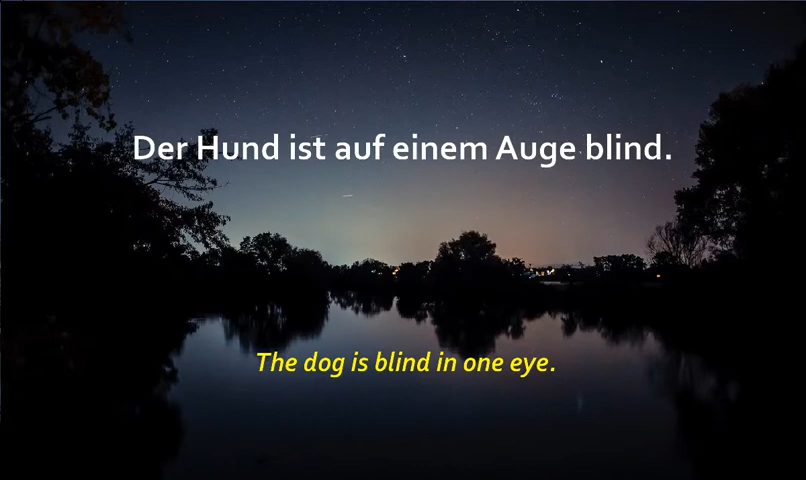 Der Hund ist auf einem Auge blind.
The dog is blind in one eye.